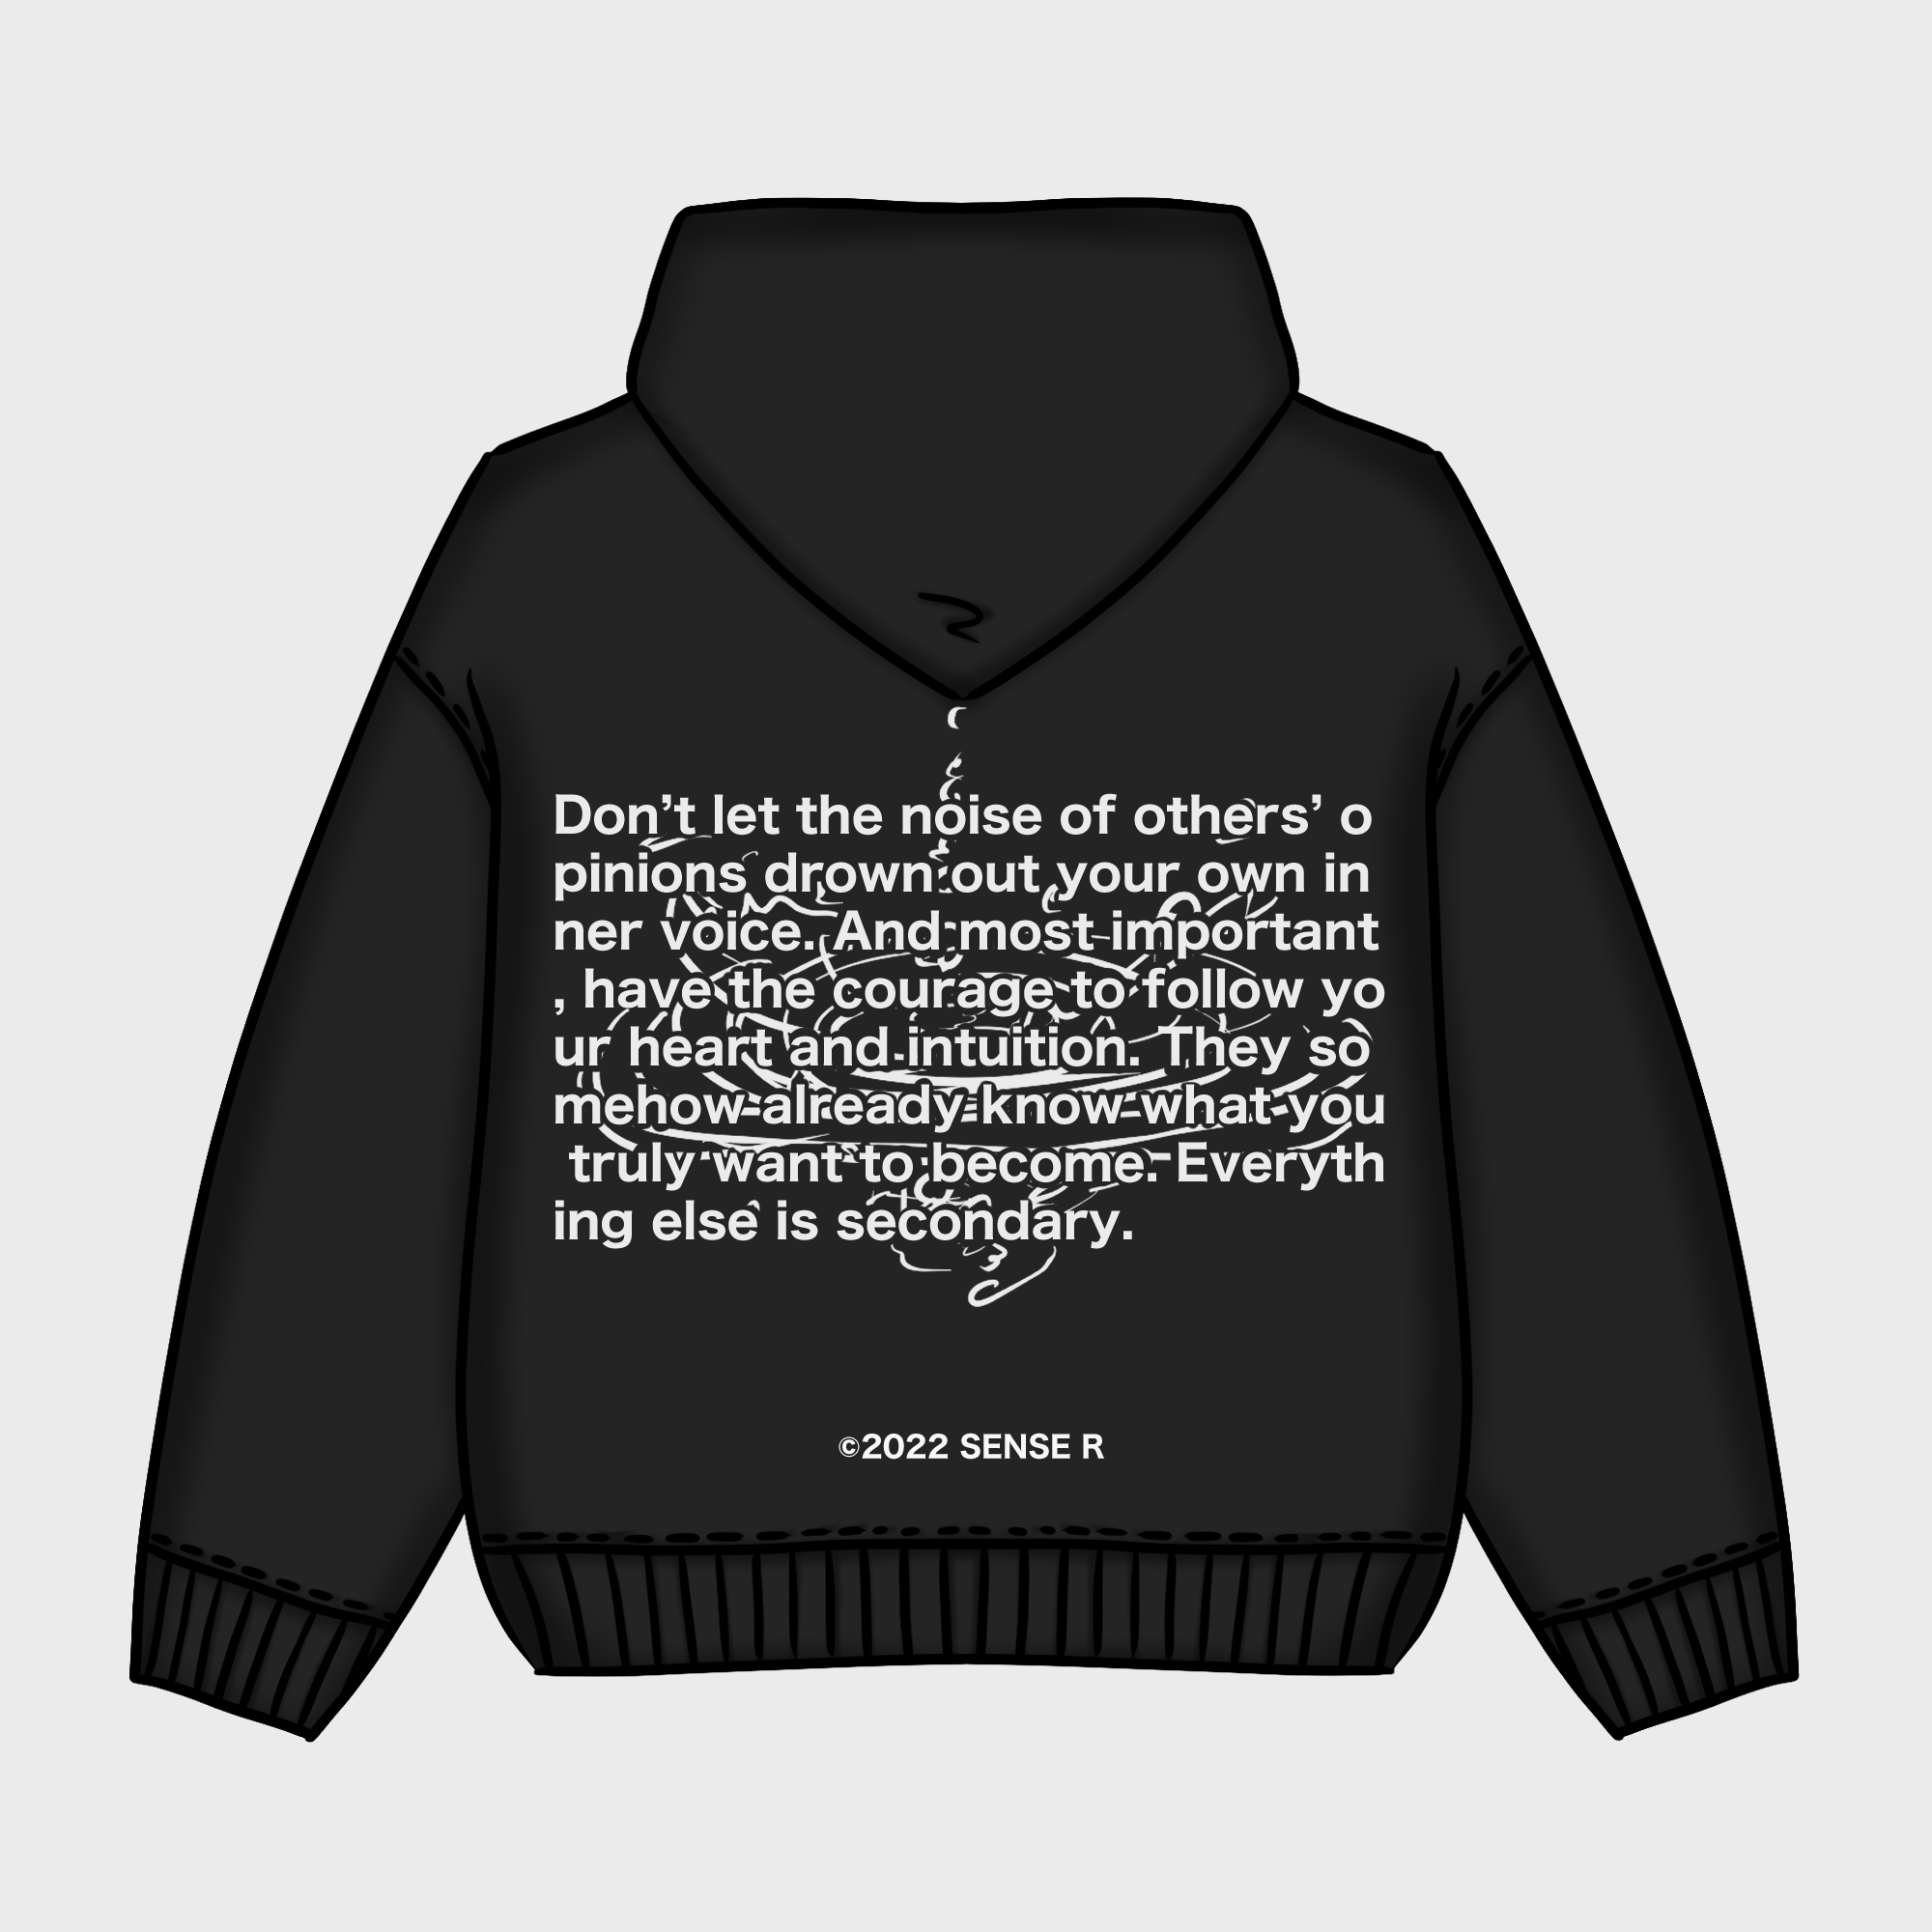 Don’t let the noise of others’ o
pinions drown out your own in
ner voice. And most important
, have the courage to follow yo
ur heart and intuition. They so
mehow already know what you
truly want to become. Everyth
ing else is secondary.
©2022 SENSE R